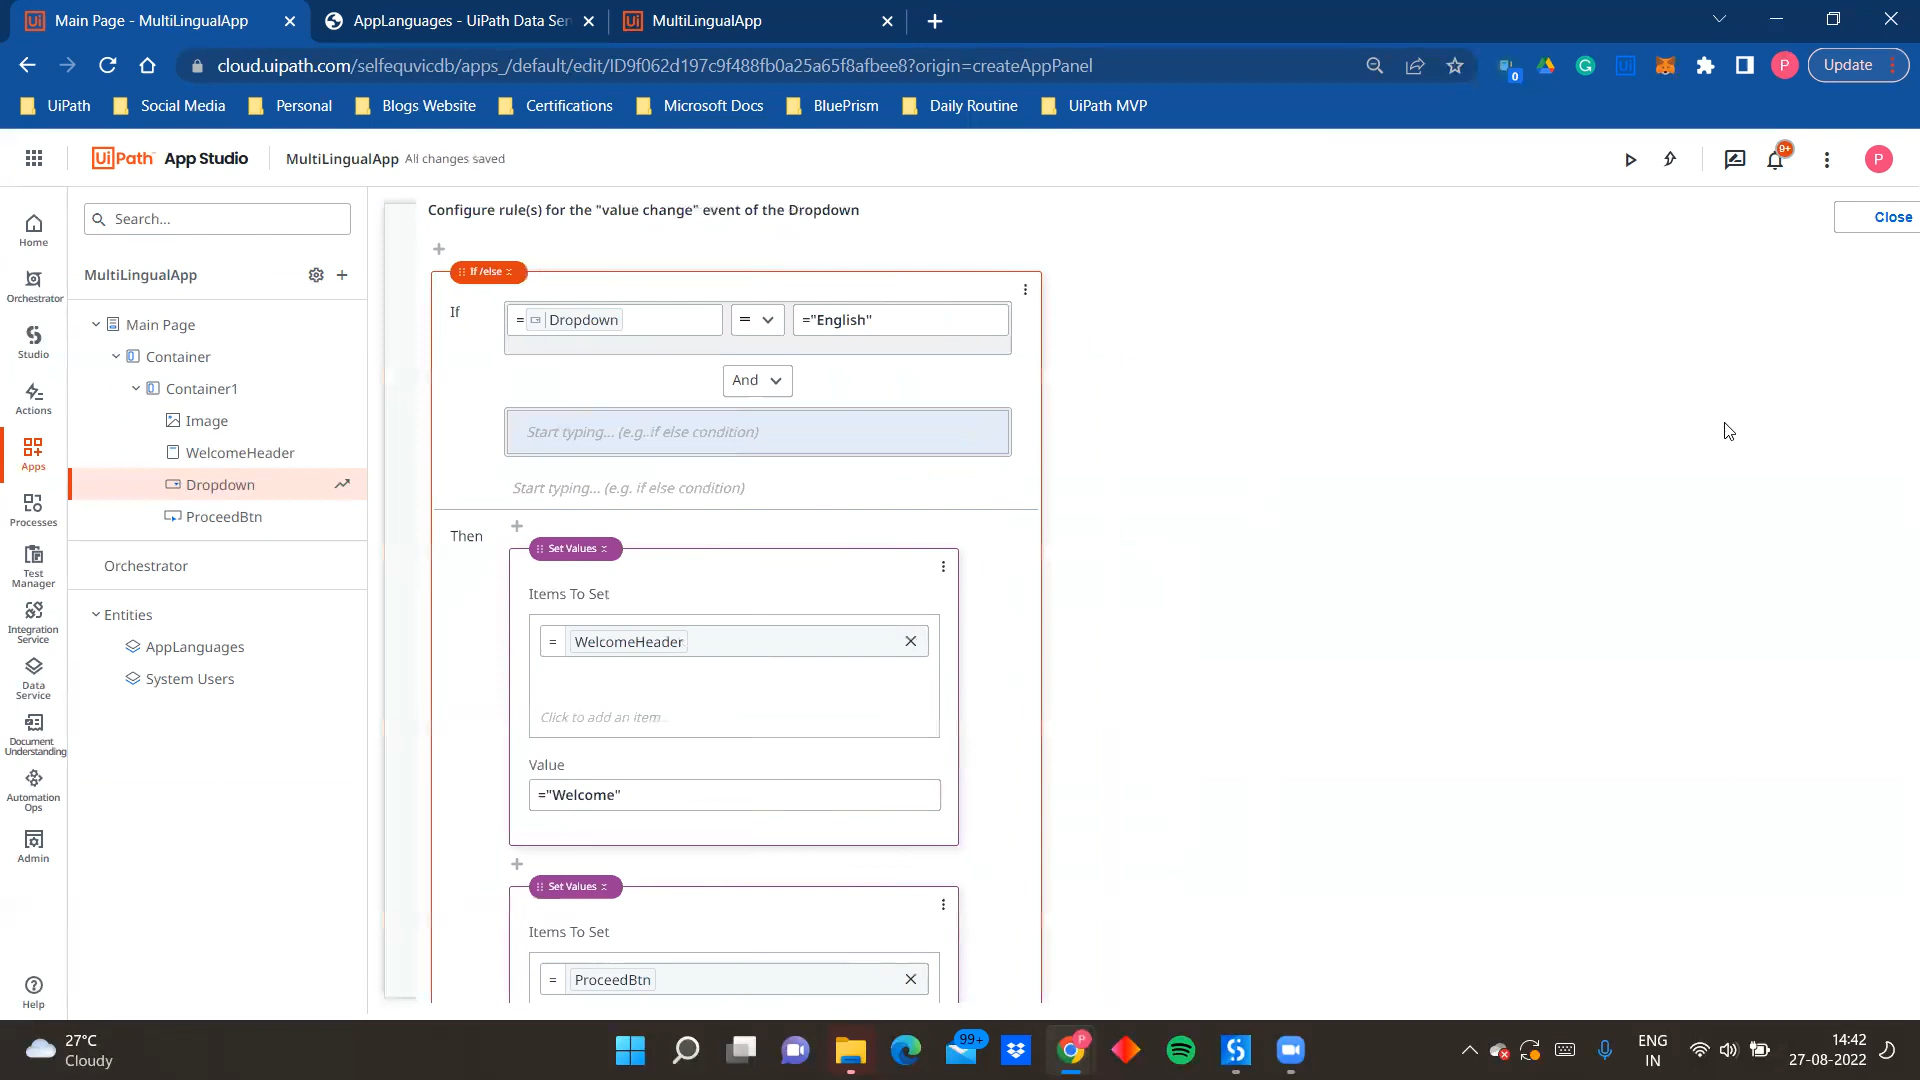 Main Page - MultiLingualApp
AppLanguages - UiPath Data Ser
MultiLingualApp
cloud.uipath.com/selfequvicdb/apps_/default/edit/ID9f062d197c9f488fb0a25a65f8afbee8?origin=createAppPanel
0
P
Update
UiPath
Social Media
Personal
Blogs Website
Certifications
Microsoft Docs
BluePrism
Daily Routine
UiPath MVP
UiPath App Studio
MultiLingualApp All changes saved
9+
P
Home
Orchestrator
Studio
Actions
Apps
Processes
Test
Manager
Integration
Service
Data
Service
Document
Understanding
Automation
Ops
Admin
Help
Search...
MultiLingualApp
Main Page
Container
Container1
Image
WelcomeHeader
Dropdown
ProceedBtn
Orchestrator
Entities
AppLanguages
System Users
Configure rule(s) for the "value change" event of the Dropdown
Close
If /else
If
= Dropdown
=
="English"
And
Start typing... (e.g. if else condition)
Start typing... (e.g. if else condition)
Then
Set Values
Items To Set
= WelcomeHeader
Click to add an item..
Value
="Welcome"
Set Values
Items To Set
= ProceedBtn
27°C
Cloudy
99+
P
ENG
IN
14:42
27-08-2022